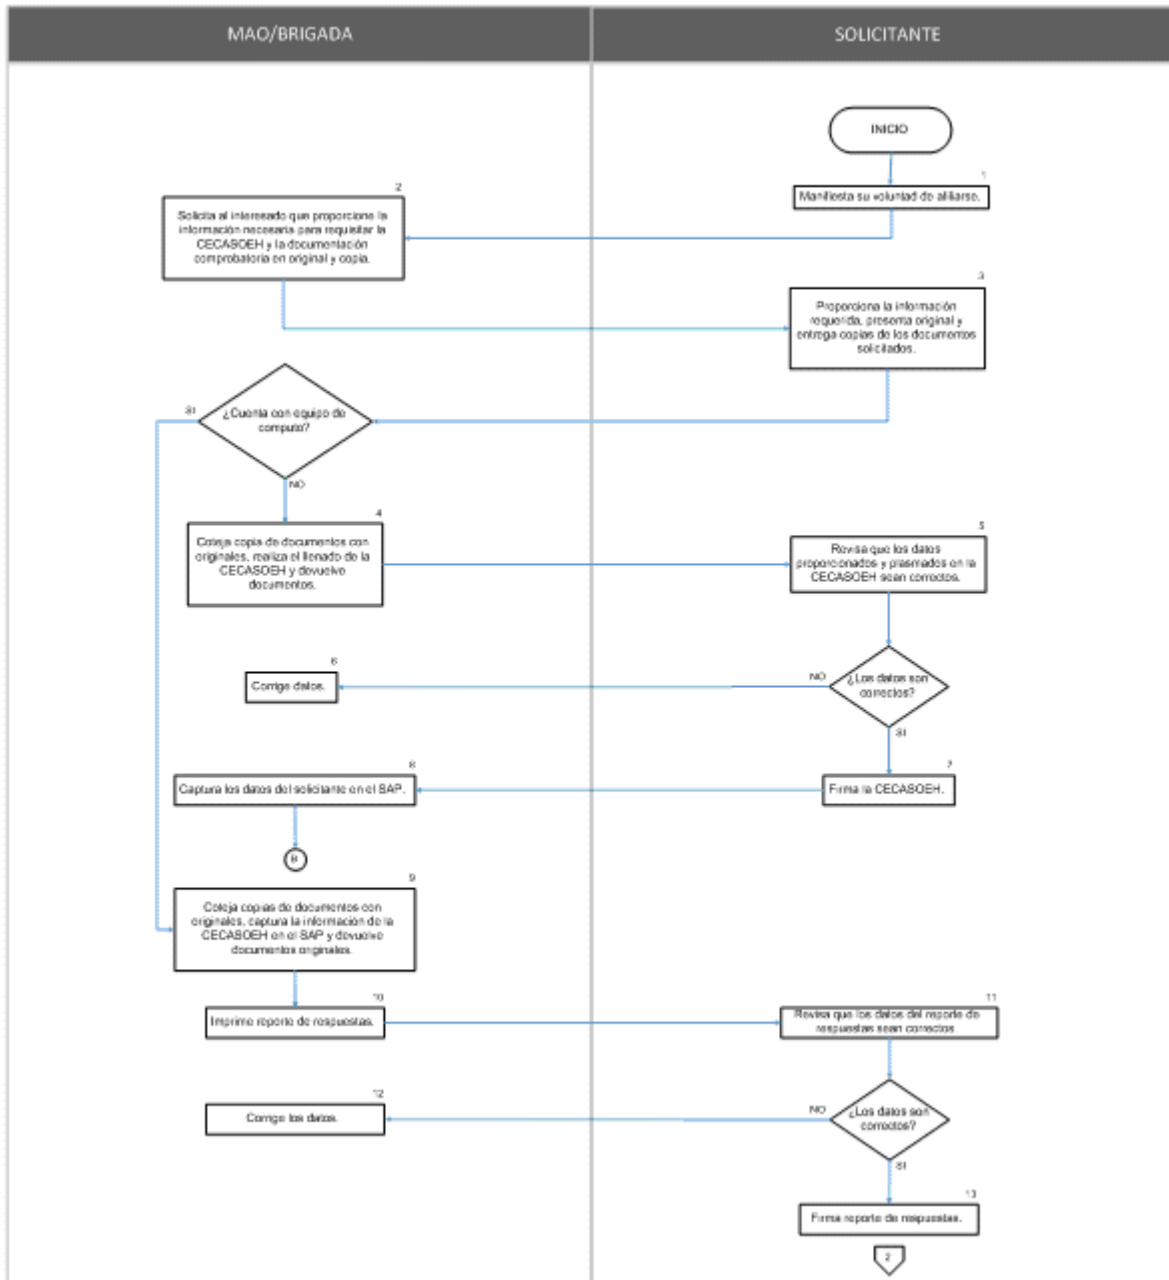 MAO/BRIGADA
SOLICITANTE
INICIO
1
Manifiesta su voluntad de afiliarse.
2
Solicita al interesado que proporcione la
información necesaria para requisitar la
CECASOEH y la documentación
comprobatoria en original y copia.
3
Proporciona la información
requerida, presenta original y
entrega copias de los documentos
solicitados.
¿Cuenta con equipo de
computo?
SI
NO
4
Coteja copia de documentos con
originales, realiza el llenado de la
CECASOEH y devuelve
documentos.
5
Revisa que los datos
proporcionados y plasmados en la
CECASOEH sean correctos.
¿Los datos son
correctos?
NO
SI
6
Corrige datos.
7
Firma la CECASOEH.
8
Captura los datos del solicitante en el SAP.
B
9
Coteja copias de documentos con
originales, captura la información de la
CECASOEH en el SAP y devuelve
documentos originales.
10
Imprime reporte de respuestas.
11
Revisa que los datos del reporte de
respuestas sean correctos
¿Los datos son
correctos?
NO
SI
12
Corrige los datos.
13
Firma reporte de respuestas.
2